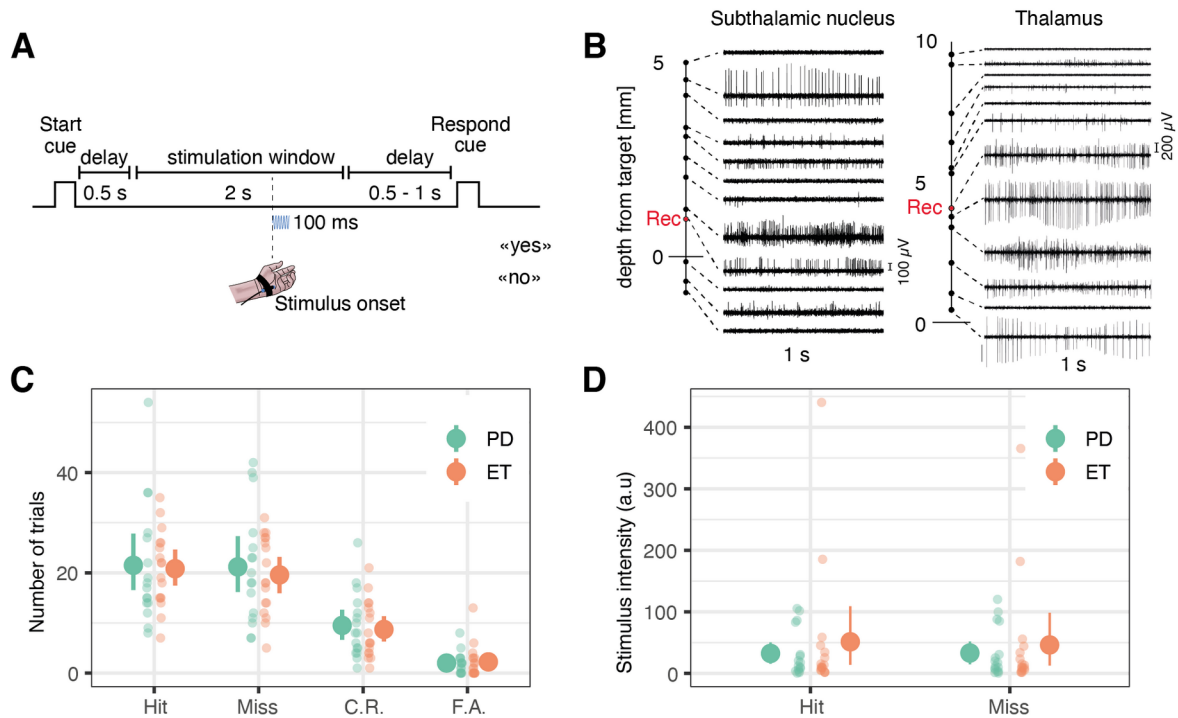 A
Start
cue
delay
stimulation window
delay
Respond
cue
0.5 s
2 s
0.5 - 1 s
100 ms
«yes»
«no»
Stimulus onset
B
Subthalamic nucleus
Thalamus
depth from target [mm]
5
Rec
0
100 µV
1 s
10
5
Rec
0
200 µV
1 s
C
Number of trials
40
20
0
PD
ET
Hit
Miss
C.R.
F.A.
D
Stimulus intensity (a.u)
400
300
200
100
0
PD
ET
Hit
Miss